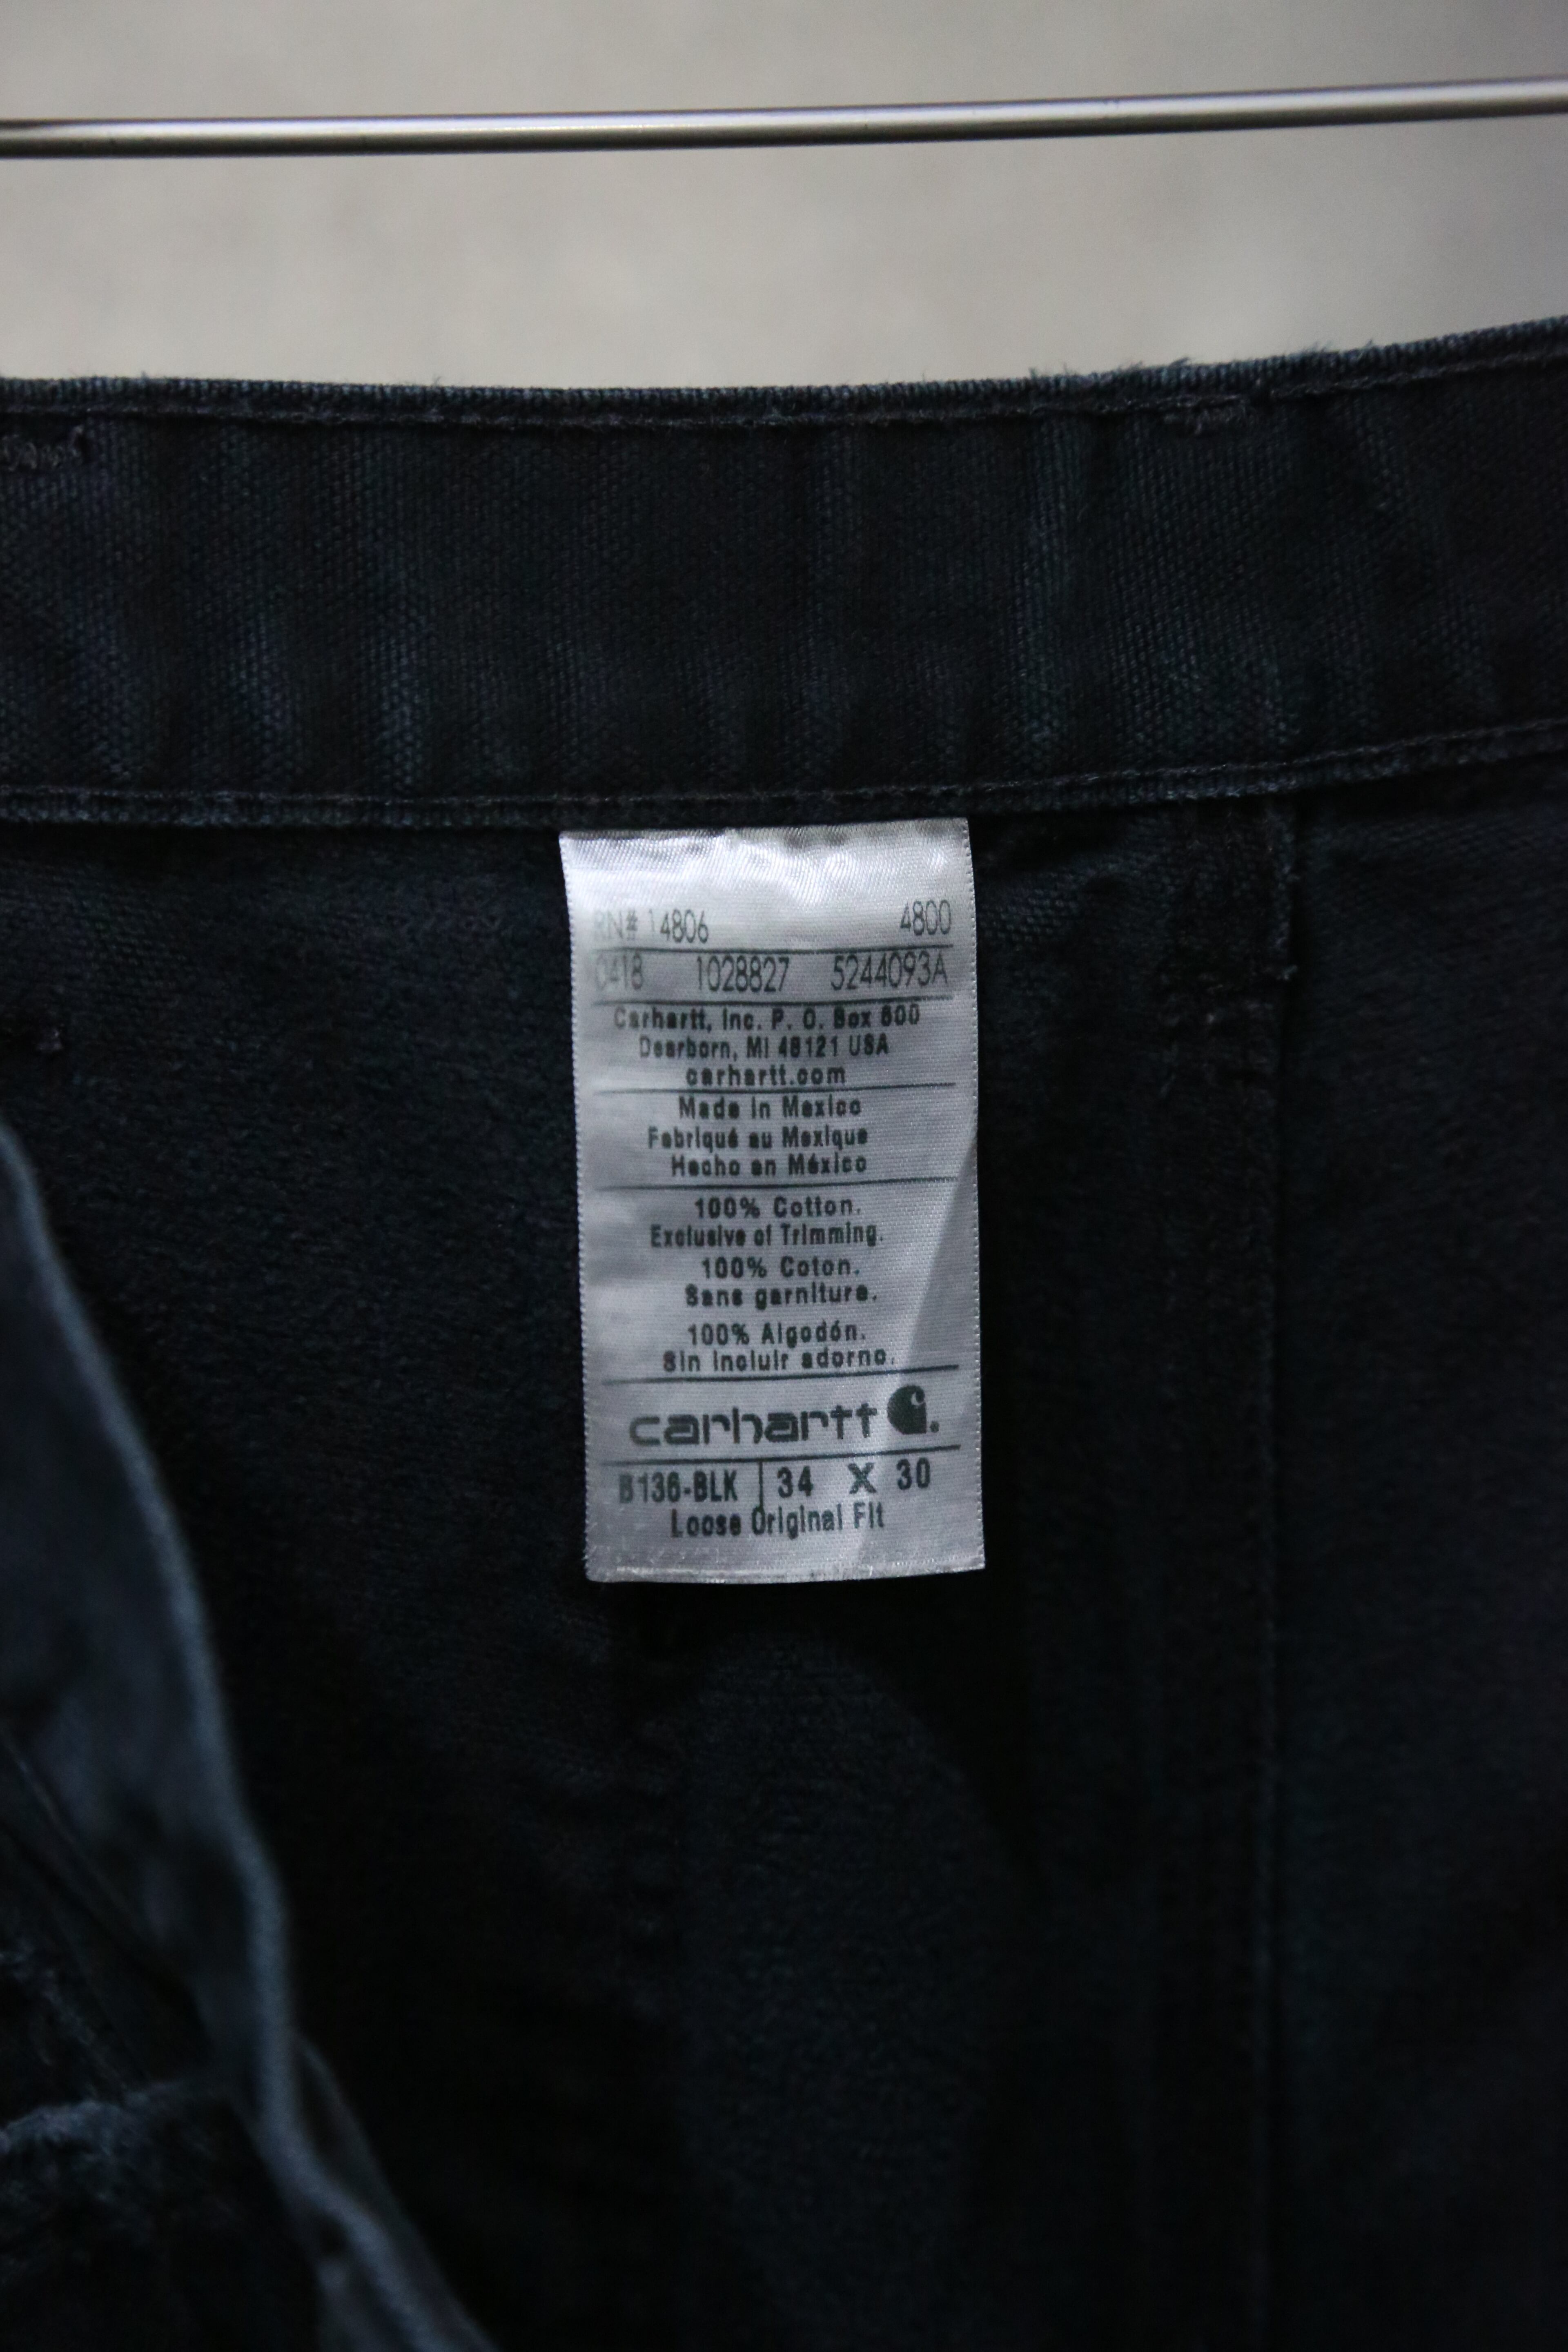 RN# 14806 4800
0418 1028827 5244093A
Carhartt, Inc. P. O. Box 600
Dearborn, MI 48121 USA
carhartt.com
Made in Mexico
Fabriqué au Mexique
Hecho en México
100% Cotton.
Exclusive of Trimming.
100% Coton.
Sans garniture.
100% Algodón.
Sin incluir adorno.
carhartt
B136-BLK 34 X 30
Loose Original Fit